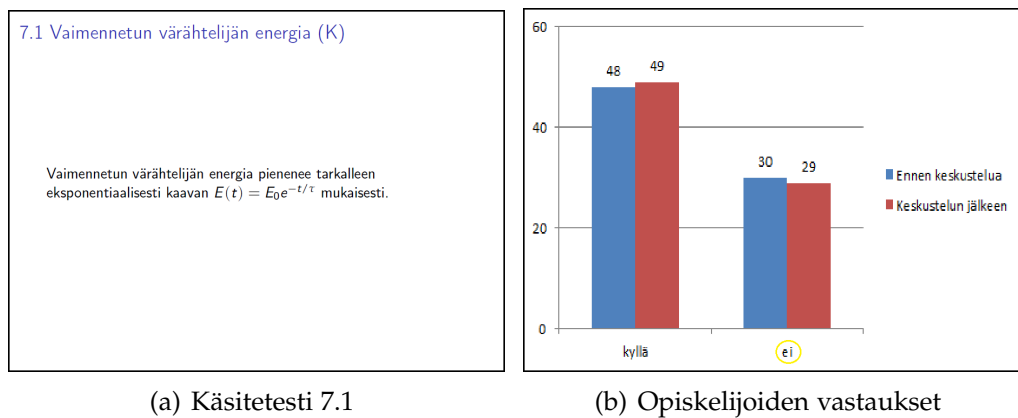 7.1 Vaimennetun värähtelijän energia (K)
Vaimennetun värähtelijän energia pienenee tarkalleen
eksponentiaalisesti kaavan E(t) = E₀e^{−t/τ} mukaisesti.
(a) Käsitetesti 7.1
60
40
20
0
48
49
30
29
kyllä
ei
Ennen keskustelua
Keskustelun jälkeen
(b) Opiskelijoiden vastaukset